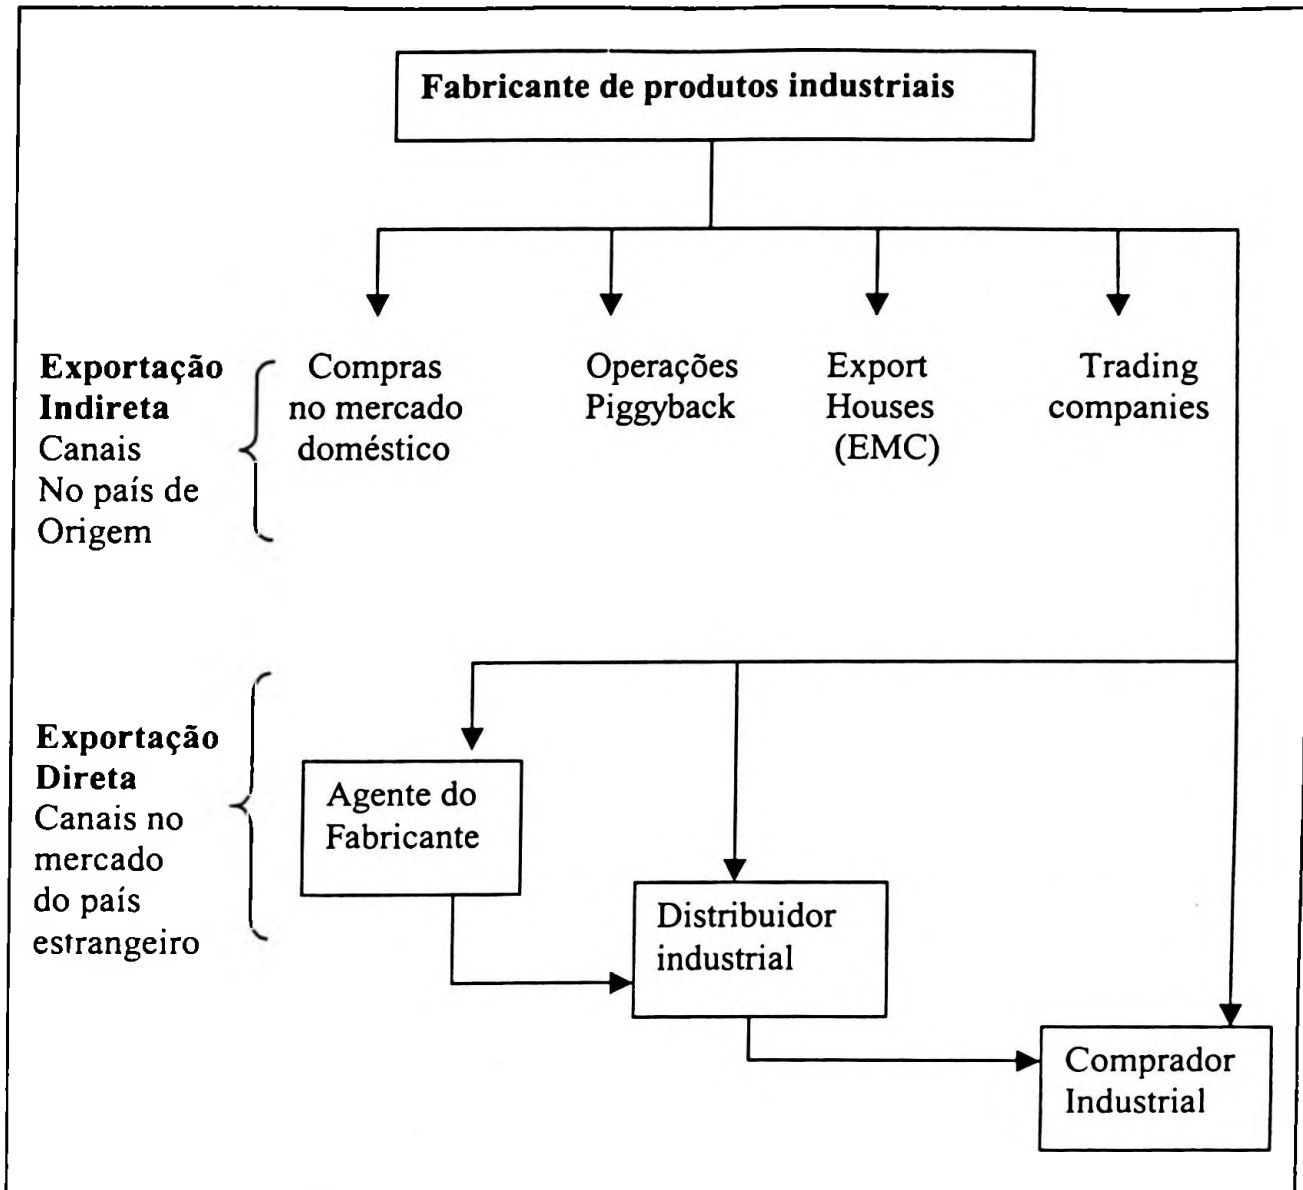 Fabricante de produtos industriais
Exportação
Indireta
Canais
No país de
Origem
Compras
no mercado
doméstico
Operações
Piggyback
Export
Houses
(EMC)
Trading
companies
Exportação
Direta
Canais no
mercado
do país
estrangeiro
Agente do
Fabricante
Distribuidor
industrial
Comprador
Industrial